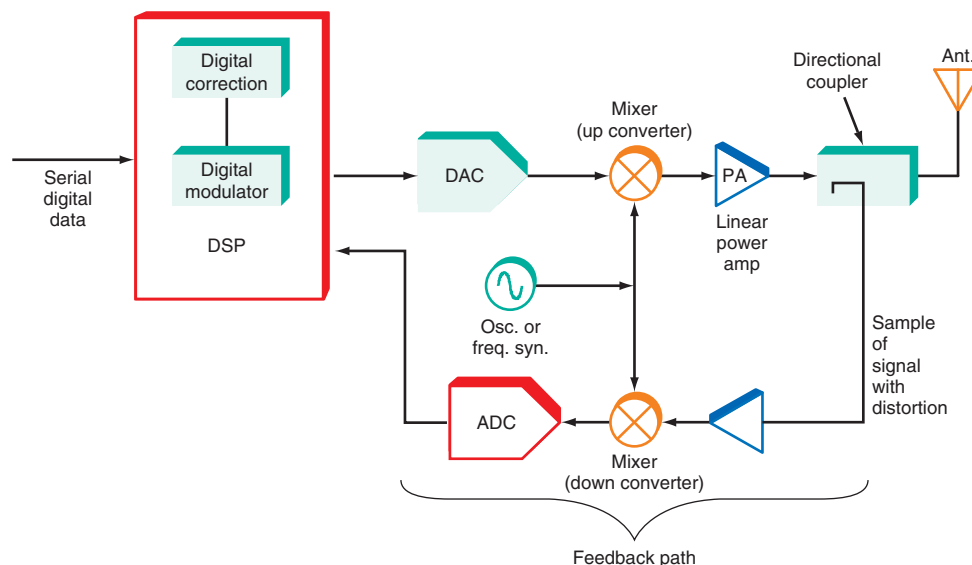 Digital
correction
Digital
modulator
DSP
Serial
digital
data
DAC
Mixer
(up converter)
PA
Linear
power
amp
Directional
coupler
Ant.
Osc. or
freq. syn.
Sample
of
signal
with
distortion
ADC
Mixer
(down converter)
Feedback path